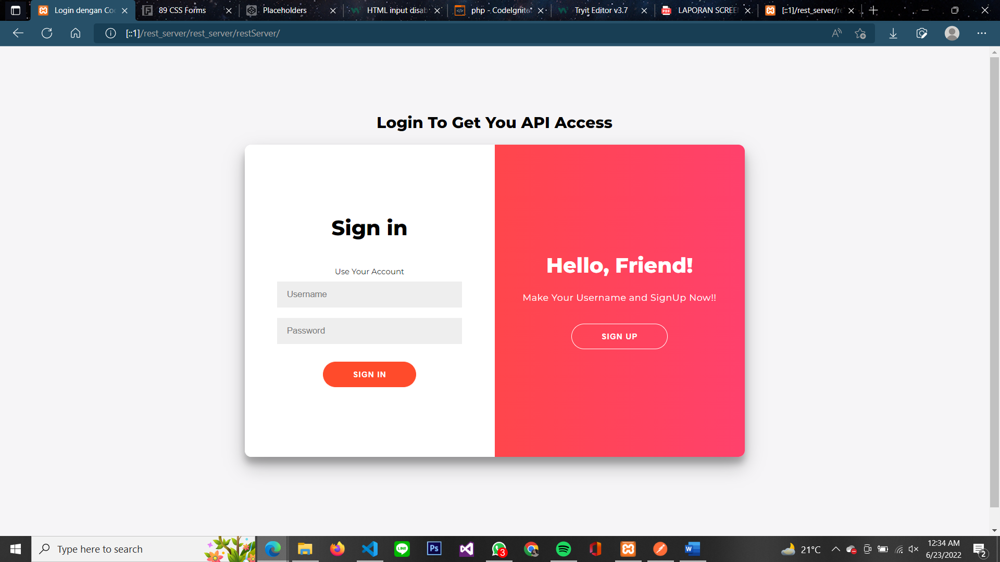 Login dengan Co
89 CSS Forms
Placeholders
HTML input disab
php - CodeIgnite
Tryit Editor v3.7
LAPORAN SCREE
[::1]/rest_server/re
[::1]/rest_server/rest_server/restServer/
Login To Get You API Access
Sign in
Use Your Account
Username
Password
SIGN IN
Hello, Friend!
Make Your Username and SignUp Now!!
SIGN UP
Type here to search
LINE
Ps
3
W
21°C
12:34 AM
6/23/2022
2